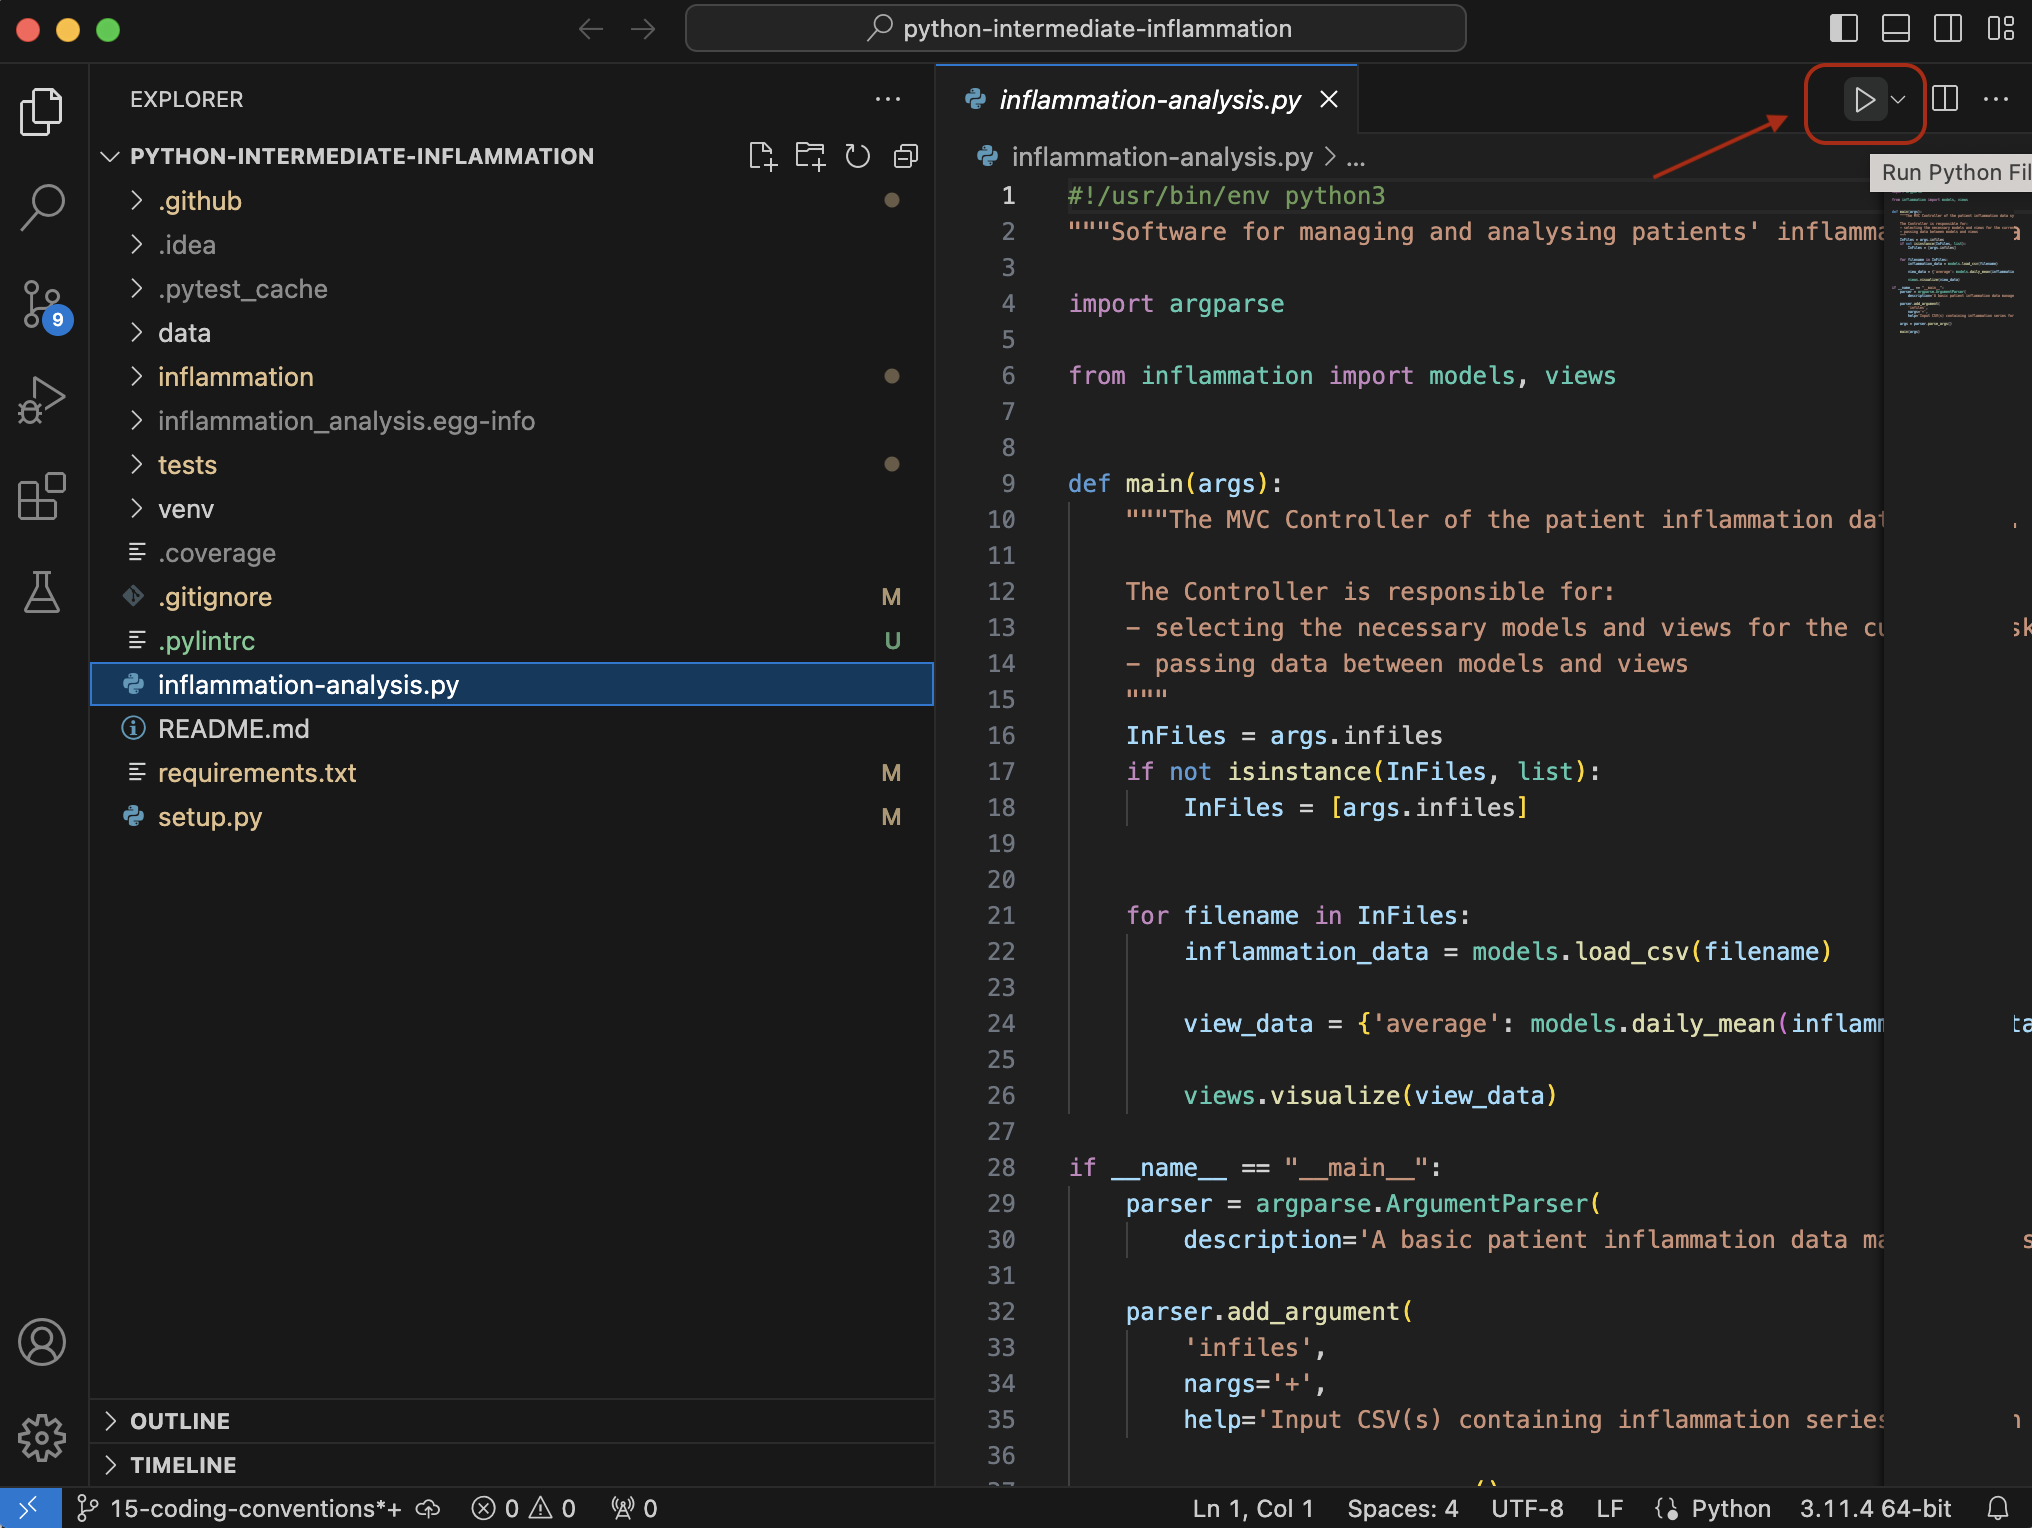 python-intermediate-inflammation
EXPLORER
PYTHON-INTERMEDIATE-INFLAMMATION
.github
.idea
.pytest_cache
data
inflammation
inflammation_analysis.egg-info
tests
venv
.coverage
.gitignore M
.pylintrc U
inflammation-analysis.py
README.md
requirements.txt M
setup.py M
OUTLINE
TIMELINE
9
inflammation-analysis.py
inflammation-analysis.py > ...
Run Python Fil
1 #!/usr/bin/env python3
2 """Software for managing and analysing patients' inflamma
3
4 import argparse
5
6 from inflammation import models, views
7
8
9 def main(args):
10 """The MVC Controller of the patient inflammation dat
11
12 The Controller is responsible for:
13 - selecting the necessary models and views for the cu sk
14 - passing data between models and views
15 """
16 InFiles = args.infiles
17 if not isinstance(InFiles, list):
18 InFiles = [args.infiles]
19
20
21 for filename in InFiles:
22 inflammation_data = models.load_csv(filename)
23
24 view_data = {'average': models.daily_mean(inflamm ta
25
26 views.visualize(view_data)
27
28 if __name__ == "__main__":
29 parser = argparse.ArgumentParser(
30 description='A basic patient inflammation data ma s
31
32 parser.add_argument(
33 'infiles',
34 nargs='+',
35 help='Input CSV(s) containing inflammation series
36
15-coding-conventions*+ 0 0 0 Ln 1, Col 1 Spaces: 4 UTF-8 LF Python 3.11.4 64-bit